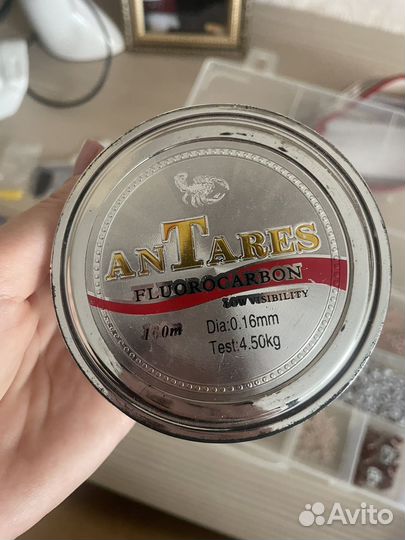 ANTARES
FLUOROCARBON
LOW VISIBILITY
100m
Dia:0.16mm
Test:4.50kg
Avito